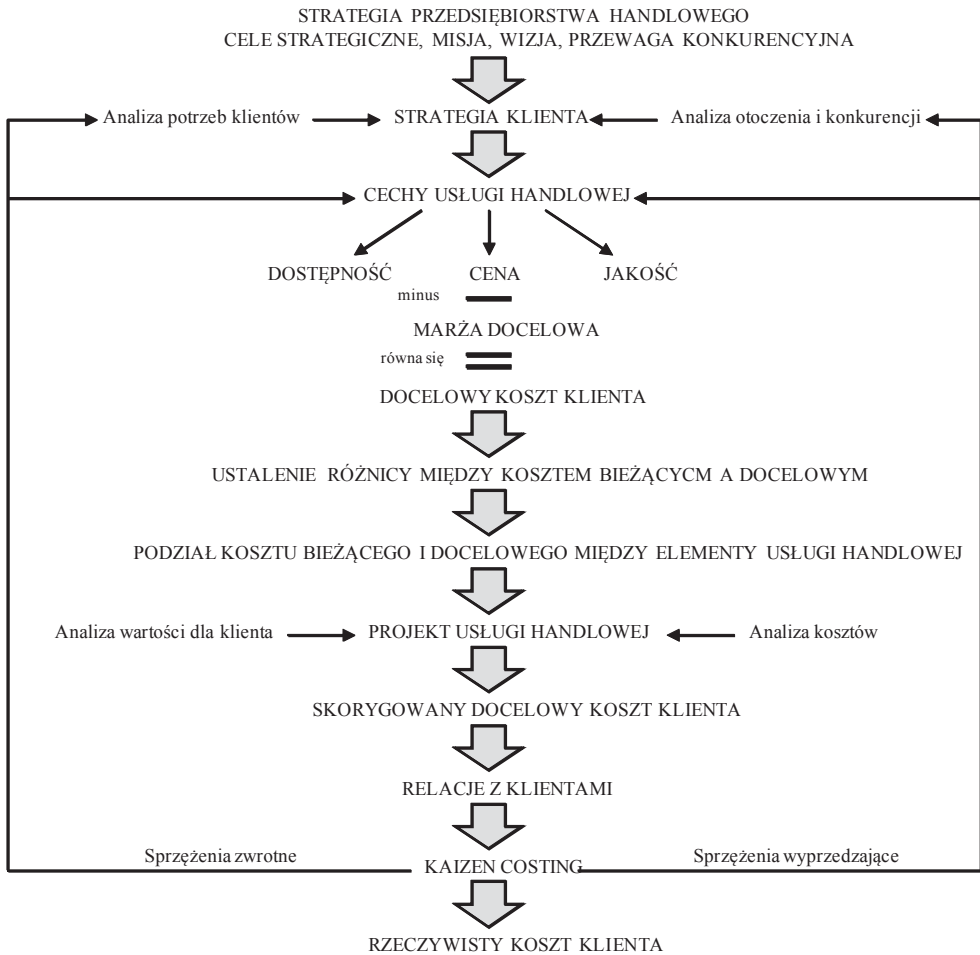 STRATEGIA PRZEDSIĘBIORSTWA HANDLOWEGO
CELE STRATEGICZNE, MISJA, WIZJA, PRZEWAGA KONKURENCYJNA
Analiza potrzeb klientów
STRATEGIA KLIENTA
Analiza otoczenia i konkurencji
CECHY USŁUGI HANDLOWEJ
DOSTĘPNOŚĆ
CENA
JAKOŚĆ
minus
MARŻA DOCELOWA
równa się
DOCELOWY KOSZT KLIENTA
USTALENIE RÓŻNICY MIĘDZY KOSZTEM BIEŻĄCYCM A DOCELOWYM
PODZIAŁ KOSZTU BIEŻĄCEGO I DOCELOWEGO MIĘDZY ELEMENTY USŁUGI HANDLOWEJ
Analiza wartości dla klienta
PROJEKT USŁUGI HANDLOWEJ
Analiza kosztów
SKORYGOWANY DOCELOWY KOSZT KLIENTA
RELACJE Z KLIENTAMI
Sprzężenia zwrotne
KAIZEN COSTING
Sprzężenia wyprzedzające
RZECZYWISTY KOSZT KLIENTA